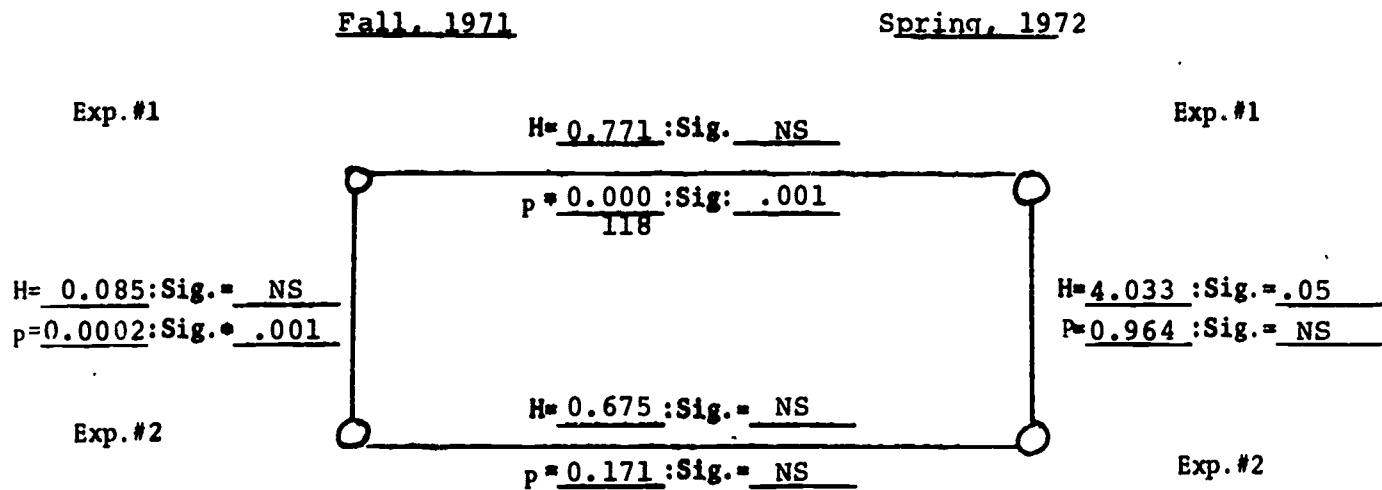 Fall, 1971 Spring, 1972
Exp.#1 Exp.#1
H= 0.771 :Sig. NS
p = 0.000 :Sig: .001
118
H= 0.085:Sig.= NS H=4.033 :Sig.=.05
p=0.0002:Sig.= .001 P=0.964 :Sig.= NS
H= 0.675 :Sig.= NS
Exp.#2 Exp.#2
p = 0.171 :Sig.= NS